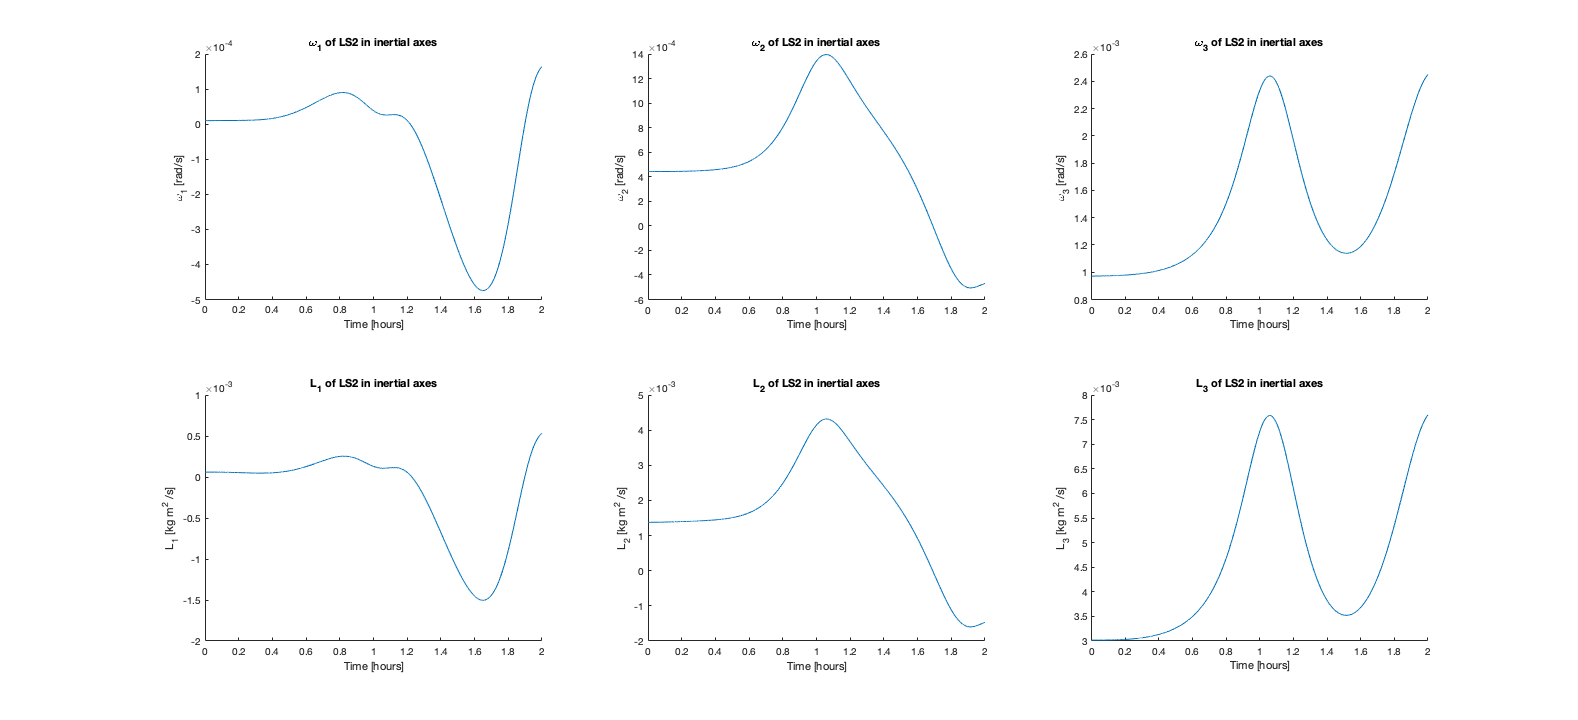 ω1 of LS2 in inertial axes
×10-4
2
1
0
-1
-2
-3
-4
-5
ω1 [rad/s]
0 0.2 0.4 0.6 0.8 1 1.2 1.4 1.6 1.8 2
Time [hours]
ω2 of LS2 in inertial axes
×10-4
14
12
10
8
6
4
2
0
-2
-4
-6
ω2 [rad/s]
0 0.2 0.4 0.6 0.8 1 1.2 1.4 1.6 1.8 2
Time [hours]
ω3 of LS2 in inertial axes
×10-3
2.6
2.4
2.2
2
1.8
1.6
1.4
1.2
1
0.8
ω3 [rad/s]
0 0.2 0.4 0.6 0.8 1 1.2 1.4 1.6 1.8 2
Time [hours]
L1 of LS2 in inertial axes
×10-3
1
0.5
0
-0.5
-1
-1.5
-2
L1 [kg m2 /s]
0 0.2 0.4 0.6 0.8 1 1.2 1.4 1.6 1.8 2
Time [hours]
L2 of LS2 in inertial axes
×10-3
5
4
3
2
1
0
-1
-2
L2 [kg m2 /s]
0 0.2 0.4 0.6 0.8 1 1.2 1.4 1.6 1.8 2
Time [hours]
L3 of LS2 in inertial axes
×10-3
8
7.5
7
6.5
6
5.5
5
4.5
4
3.5
3
L3 [kg m2 /s]
0 0.2 0.4 0.6 0.8 1 1.2 1.4 1.6 1.8 2
Time [hours]